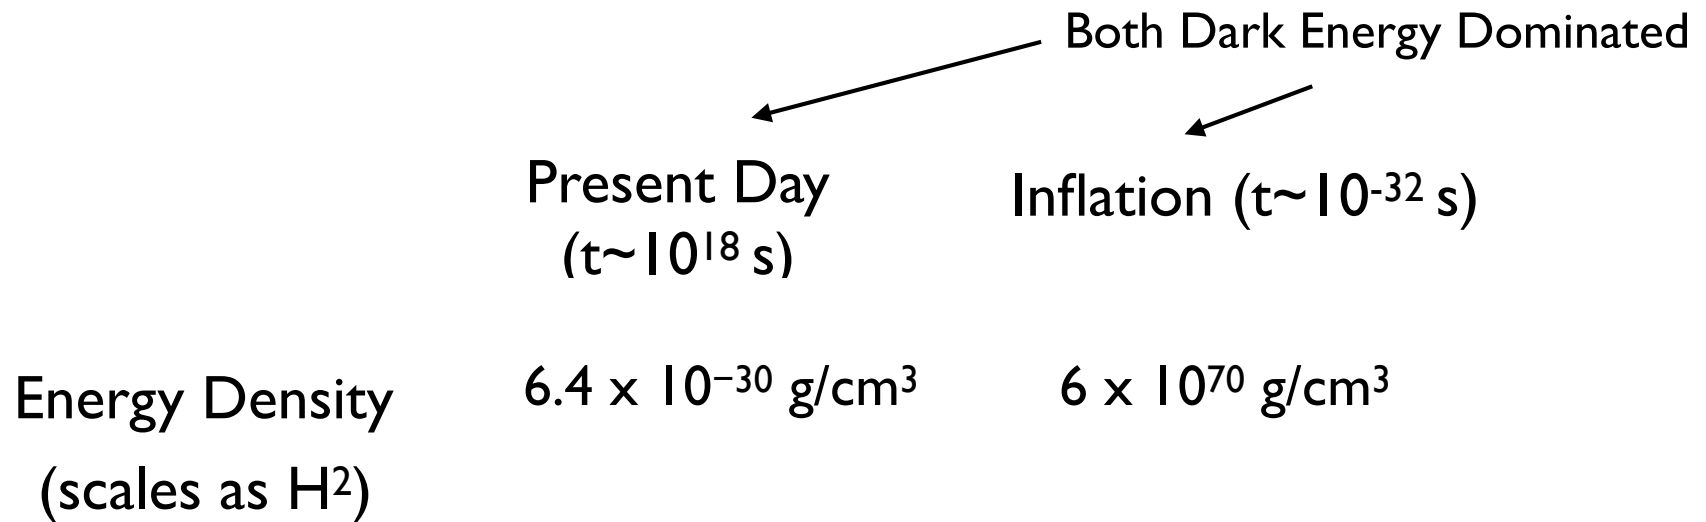 Both Dark Energy Dominated
Present Day
(t~10¹⁸ s)
Inflation (t~10⁻³² s)
Energy Density
(scales as H²)
6.4 x 10⁻³⁰ g/cm³
6 x 10⁷⁰ g/cm³